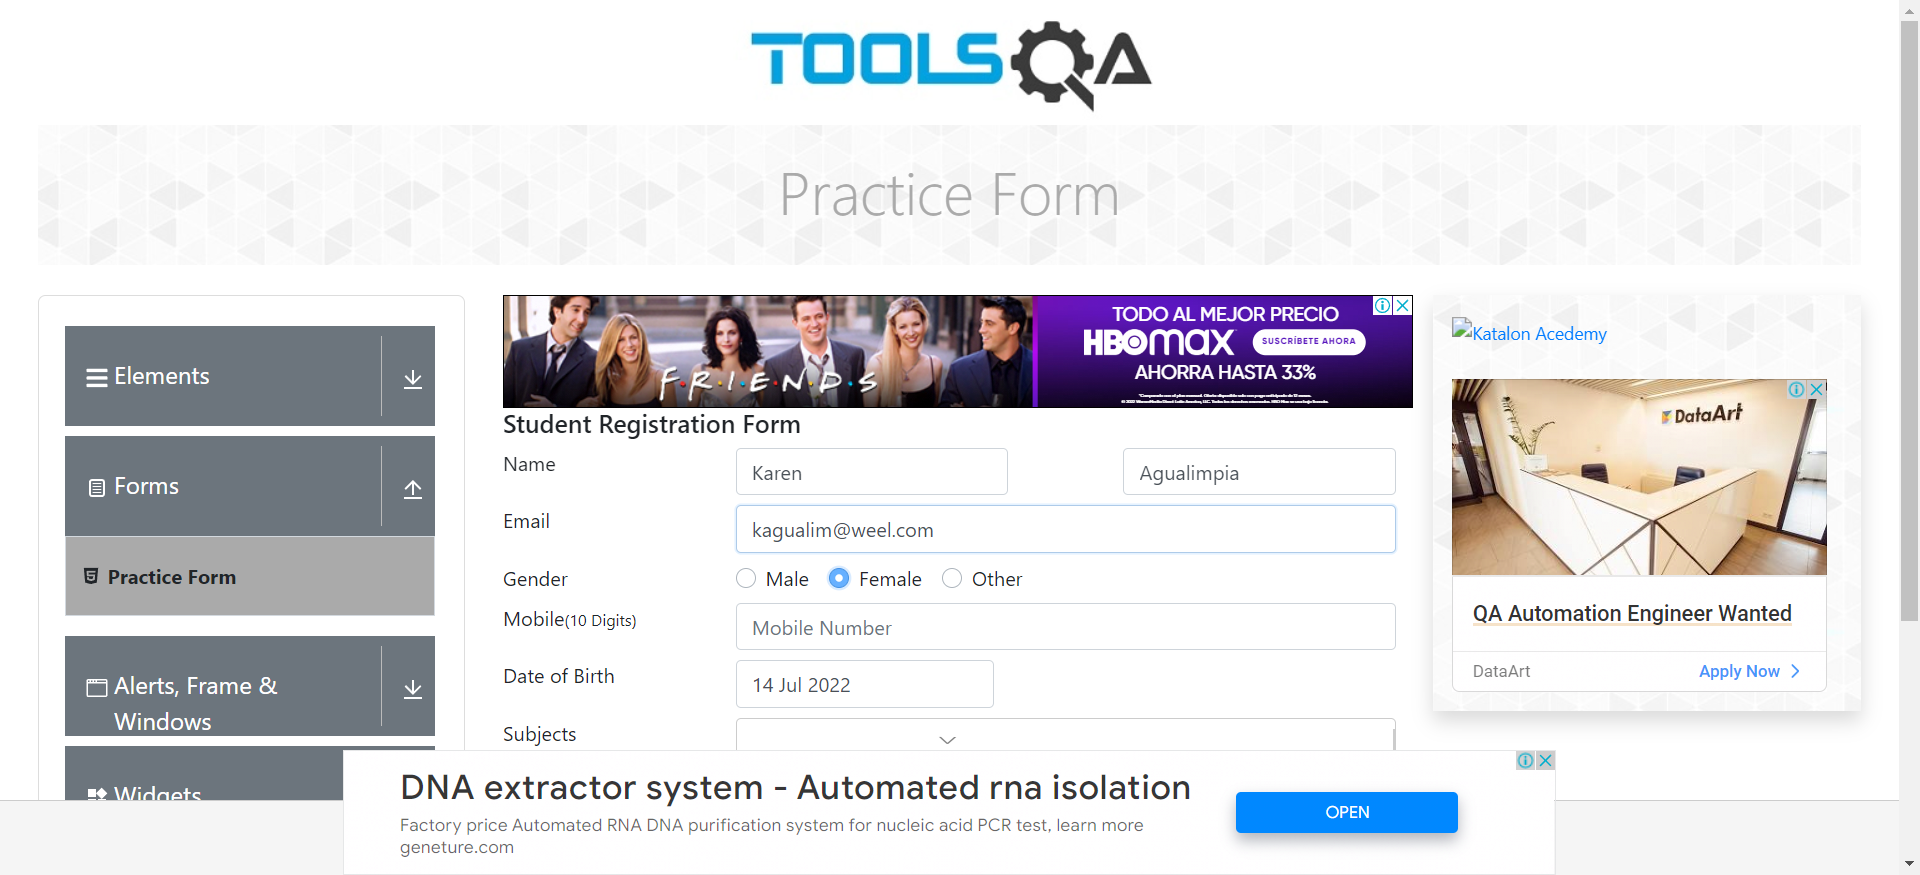 TOOLSQA
Practice Form
Elements
Forms
Practice Form
Alerts, Frame &
Windows
Widgets
F·R·I·E·N·D·S
TODO AL MEJOR PRECIO
HBOMAX
SUSCRÍBETE AHORA
AHORRA HASTA 33%
Student Registration Form
Name
Karen
Agualimpia
Email
kagualim@weel.com
Gender
Male
Female
Other
Mobile(10 Digits)
Mobile Number
Date of Birth
14 Jul 2022
Subjects
Katalon Acedemy
DataArt
QA Automation Engineer Wanted
DataArt
Apply Now
DNA extractor system - Automated rna isolation
Factory price Automated RNA DNA purification system for nucleic acid PCR test, learn more
geneture.com
OPEN